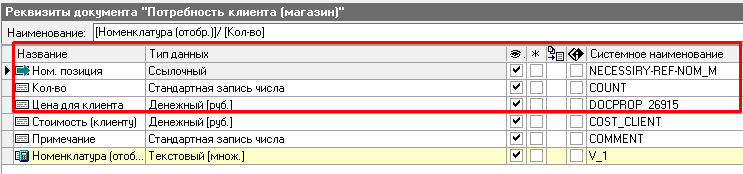 Реквизиты документа "Потребность клиента (магазин)"
Наименование: [Номенклатура (отобр.)]/ [Кол-во]
Название Тип данных * Системное наименование
Ном. позиция Ссылочный NECESSIRY-REF-NOM_M
Кол-во Стандартная запись числа COUNT
Цена для клиента Денежный [руб.] DOCPROP_26915
Стоимость (клиенту) Денежный [руб.] COST_CLIENT
Примечание Стандартная запись числа COMMENT
Номенклатура (отоб... Текстовый [множ.] V_1